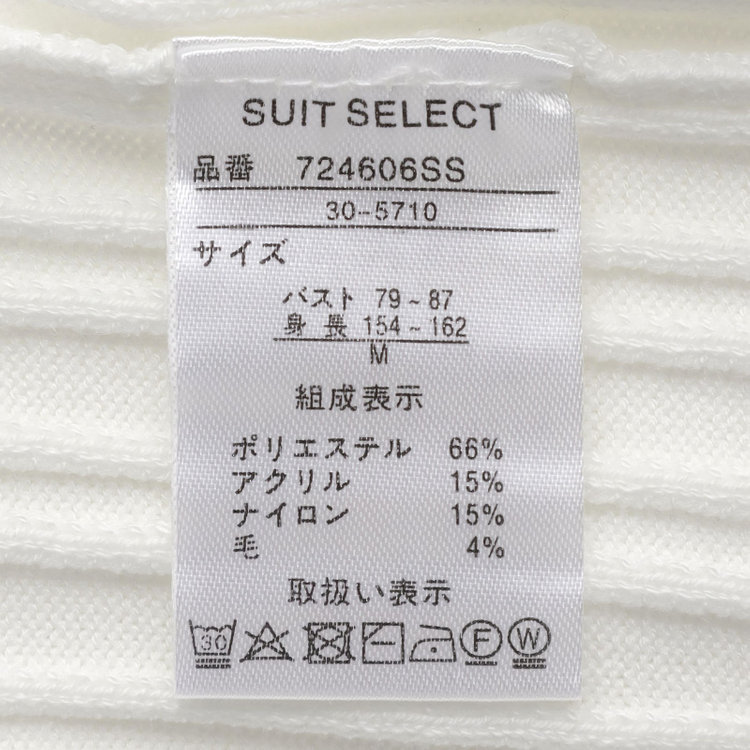 SUIT SELECT
品番 724606SS
30-5710
サイズ
バスト 79~87
身長 154~162
M
組成表示
ポリエステル 66%
アクリル 15%
ナイロン 15%
毛 4%
取扱い表示
30 F W